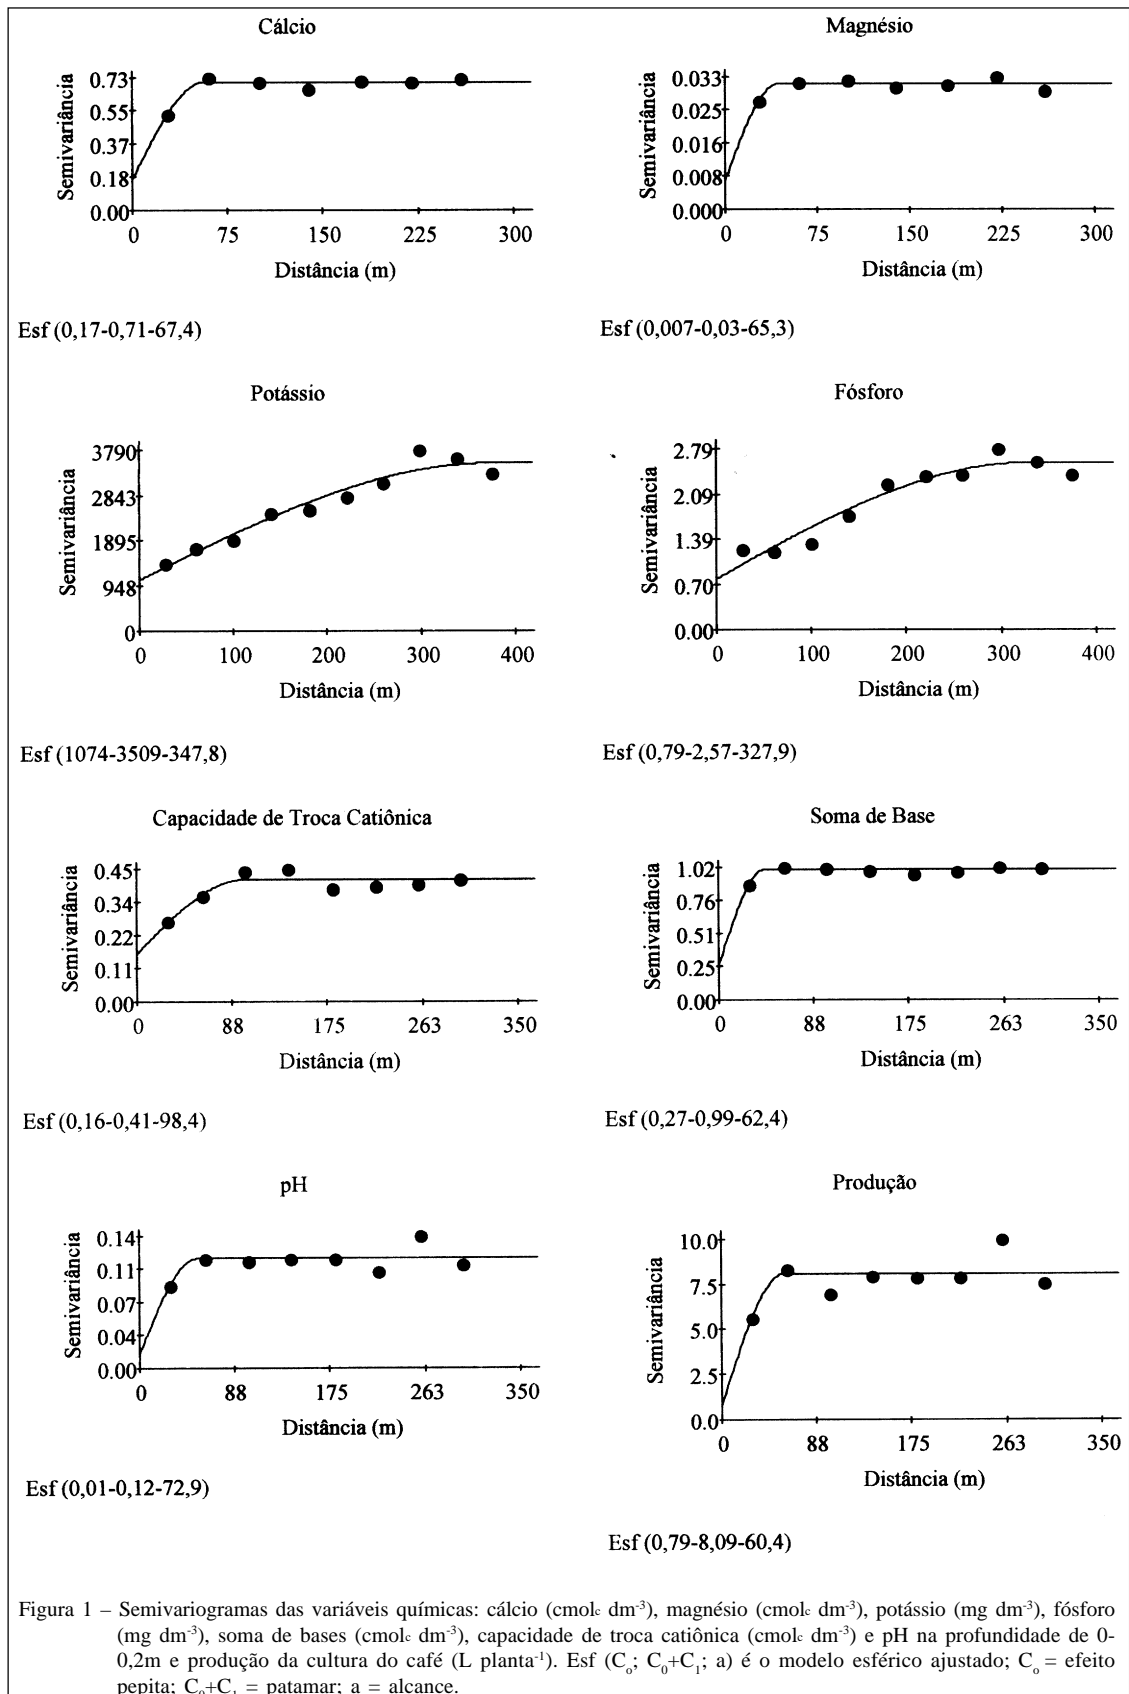 Cálcio
Semivariância
0.73
0.55
0.37
0.18
0.00
0 75 150 225 300
Distância (m)
Esf (0,17-0,71-67,4)
Magnésio
Semivariância
0.033
0.025
0.016
0.008
0.000
0 75 150 225 300
Distância (m)
Esf (0,007-0,03-65,3)
Potássio
Semivariância
3790
2843
1895
948
0
0 100 200 300 400
Distância (m)
Esf (1074-3509-347,8)
Fósforo
Semivariância
2.79
2.09
1.39
0.70
0.00
0 100 200 300 400
Distância (m)
Esf (0,79-2,57-327,9)
Capacidade de Troca Catiônica
Semivariância
0.45
0.34
0.22
0.11
0.00
0 88 175 263 350
Distância (m)
Esf (0,16-0,41-98,4)
Soma de Base
Semivariância
1.02
0.76
0.51
0.25
0.00
0 88 175 263 350
Distância (m)
Esf (0,27-0,99-62,4)
pH
Semivariância
0.14
0.11
0.07
0.04
0.00
0 88 175 263 350
Distância (m)
Esf (0,01-0,12-72,9)
Produção
Semivariância
10.0
7.5
5.0
2.5
0.0
0 88 175 263 350
Distância (m)
Esf (0,79-8,09-60,4)
Figura 1 – Semivariogramas das variáveis químicas: cálcio (cmolc dm-3), magnésio (cmolc dm-3), potássio (mg dm-3), fósforo
(mg dm-3), soma de bases (cmolc dm-3), capacidade de troca catiônica (cmolc dm-3) e pH na profundidade de 0-
0,2m e produção da cultura do café (L planta-1). Esf (Co; C0+C1; a) é o modelo esférico ajustado; Co = efeito
pepita; C0+C1 = patamar; a = alcance.